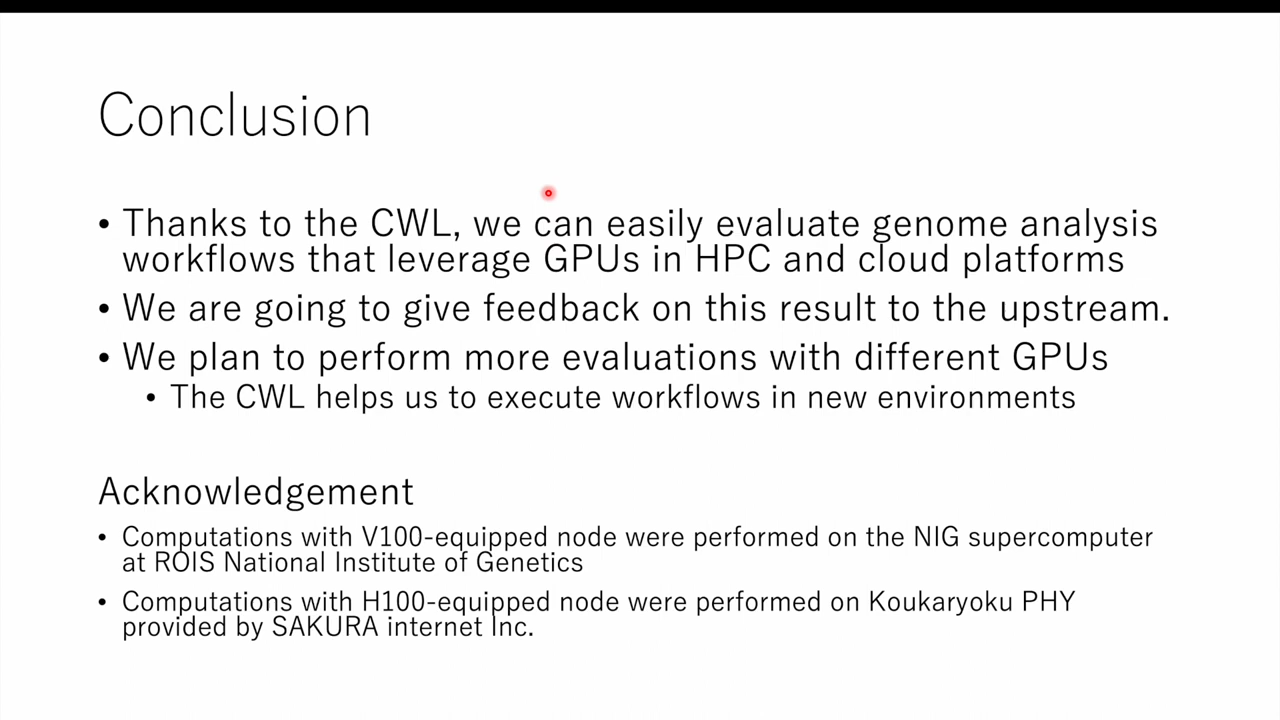 Conclusion
• Thanks to the CWL, we can easily evaluate genome analysis
workflows that leverage GPUs in HPC and cloud platforms
• We are going to give feedback on this result to the upstream.
• We plan to perform more evaluations with different GPUs
• The CWL helps us to execute workflows in new environments
Acknowledgement
• Computations with V100-equipped node were performed on the NIG supercomputer
at ROIS National Institute of Genetics
• Computations with H100-equipped node were performed on Koukaryoku PHY
provided by SAKURA internet Inc.